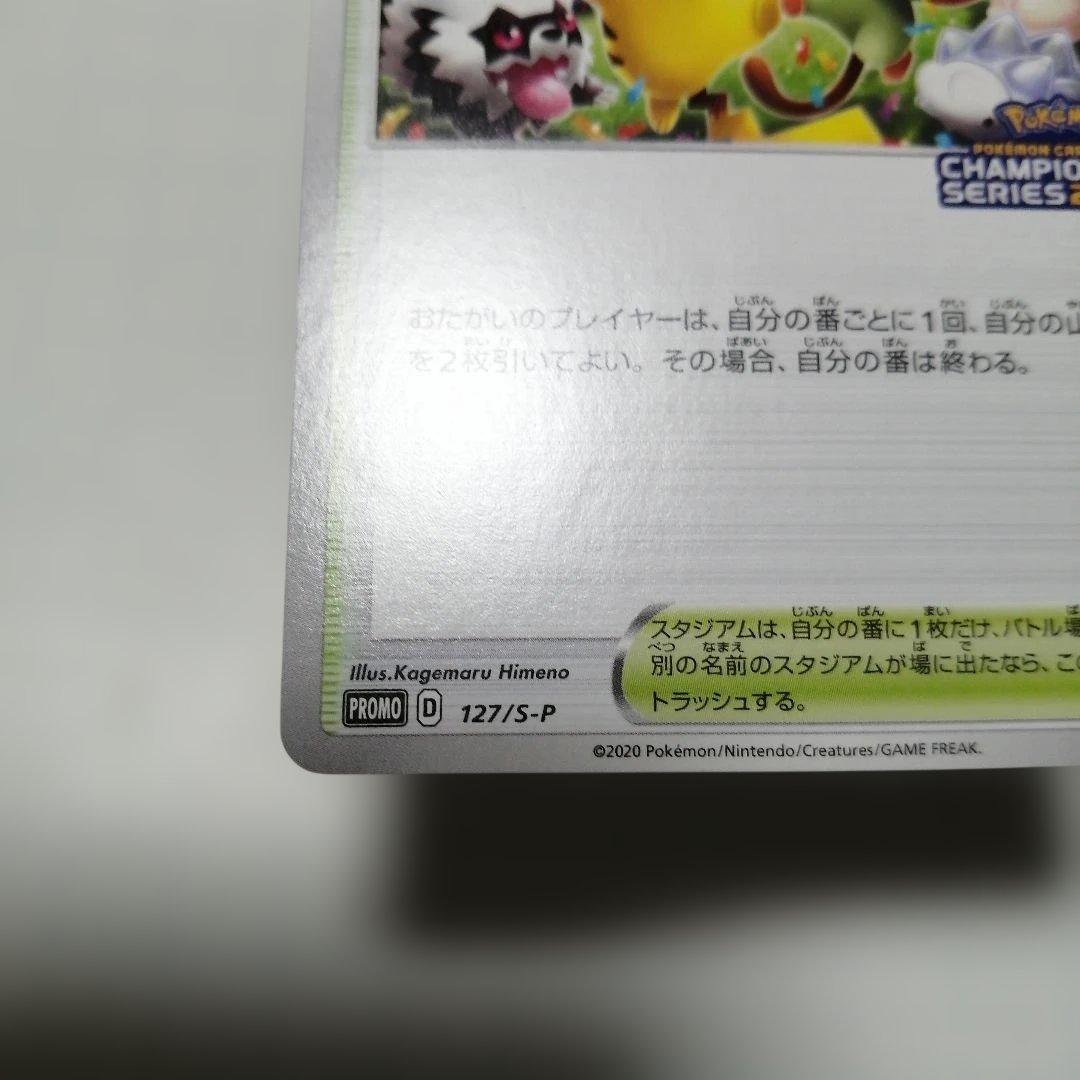 POKÉM
POKÉMON CAR
CHAMPIO
SERIES 2
おたがいのプレイヤーは、自分の番ごとに1回、自分の山
を2枚引いてよい。その場合、自分の番は終わる。
スタジアムは、自分の番に1枚だけ、バトル場
別の名前のスタジアムが場に出たなら、この
トラッシュする。
Illus.Kagemaru Himeno
PROMO D 127/S-P
©2020 Pokémon/Nintendo/Creatures/GAME FREAK.